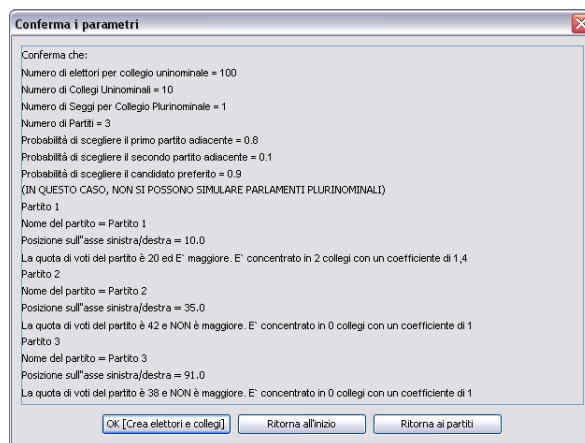 Conferma i parametri
Conferma che:
Numero di elettori per collegio uninominale = 100
Numero di Collegi Uninominali = 10
Numero di Seggi per Collegio Plurinominale = 1
Numero di Partiti = 3
Probabilità di scegliere il primo partito adiacente = 0.8
Probabilità di scegliere il secondo partito adiacente = 0.1
Probabilità di scegliere il candidato preferito = 0.9
(IN QUESTO CASO, NON SI POSSONO SIMULARE PARLAMENTI PLURINOMINALI)
Partito 1
Nome del partito = Partito 1
Posizione sull''asse sinistra/destra = 10.0
La quota di voti del partito è 20 ed E` maggiore. E` concentrato in 2 collegi con un coefficiente di 1,4
Partito 2
Nome del partito = Partito 2
Posizione sull''asse sinistra/destra = 35.0
La quota di voti del partito è 42 e NON è maggiore. E` concentrato in 0 collegi con un coefficiente di 1
Partito 3
Nome del partito = Partito 3
Posizione sull''asse sinistra/destra = 91.0
La quota di voti del partito è 38 e NON è maggiore. E` concentrato in 0 collegi con un coefficiente di 1
OK [Crea elettori e collegi] Ritorna all'inizio Ritorna ai partiti